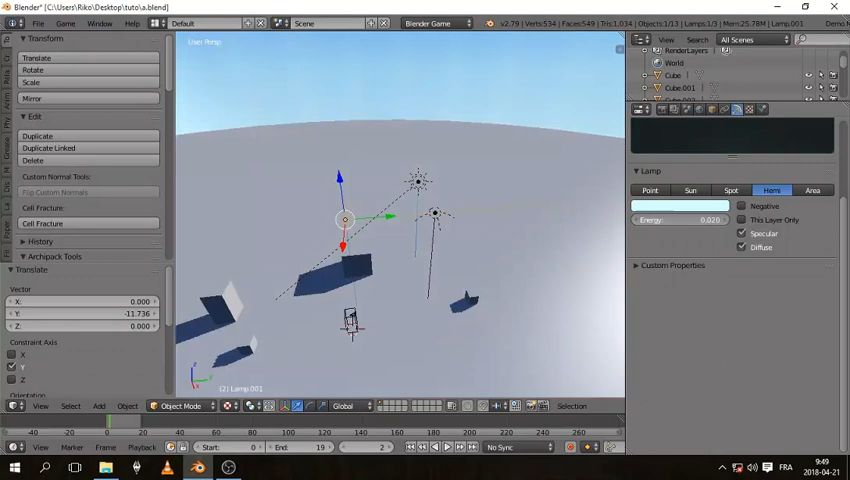 Blender* [C:\Users\Riko\Desktop\tuto\a.blend]
File Game Window Help Default Scene Blender Game v2.79 | Verts:534 | Faces:549 | Tris:1,034 | Objects:1/13 | Lamps:1/3 | Mem:25.78M | Lamp.001
Transform
Translate
Rotate
Scale
Mirror
Edit
Duplicate
Duplicate Linked
Delete
Custom Normal Tools:
Flip Custom Normals
Cell Fracture:
Cell Fracture
History
Archipack Tools
Translate
Vector
X: 0.000
Y: -11.736
Z: 0.000
Constraint Axis
X
Y
Z
Orientation
User Persp
(2) Lamp.001
View Select Add Object Object Mode Global Selection
View Search All Scenes
RenderLayers
World
Cube
Cube.001
Lamp
Point Sun Spot Hemi Area
Negative
Energy: 0.020 This Layer Only
Specular
Diffuse
Custom Properties
-40 -20 0 20 40 60 80 100 120 140 160 180 200 220 240 260
View Marker Frame Playback Start: 0 End: 19 2 No Sync
FRA
9:49
2018-04-21